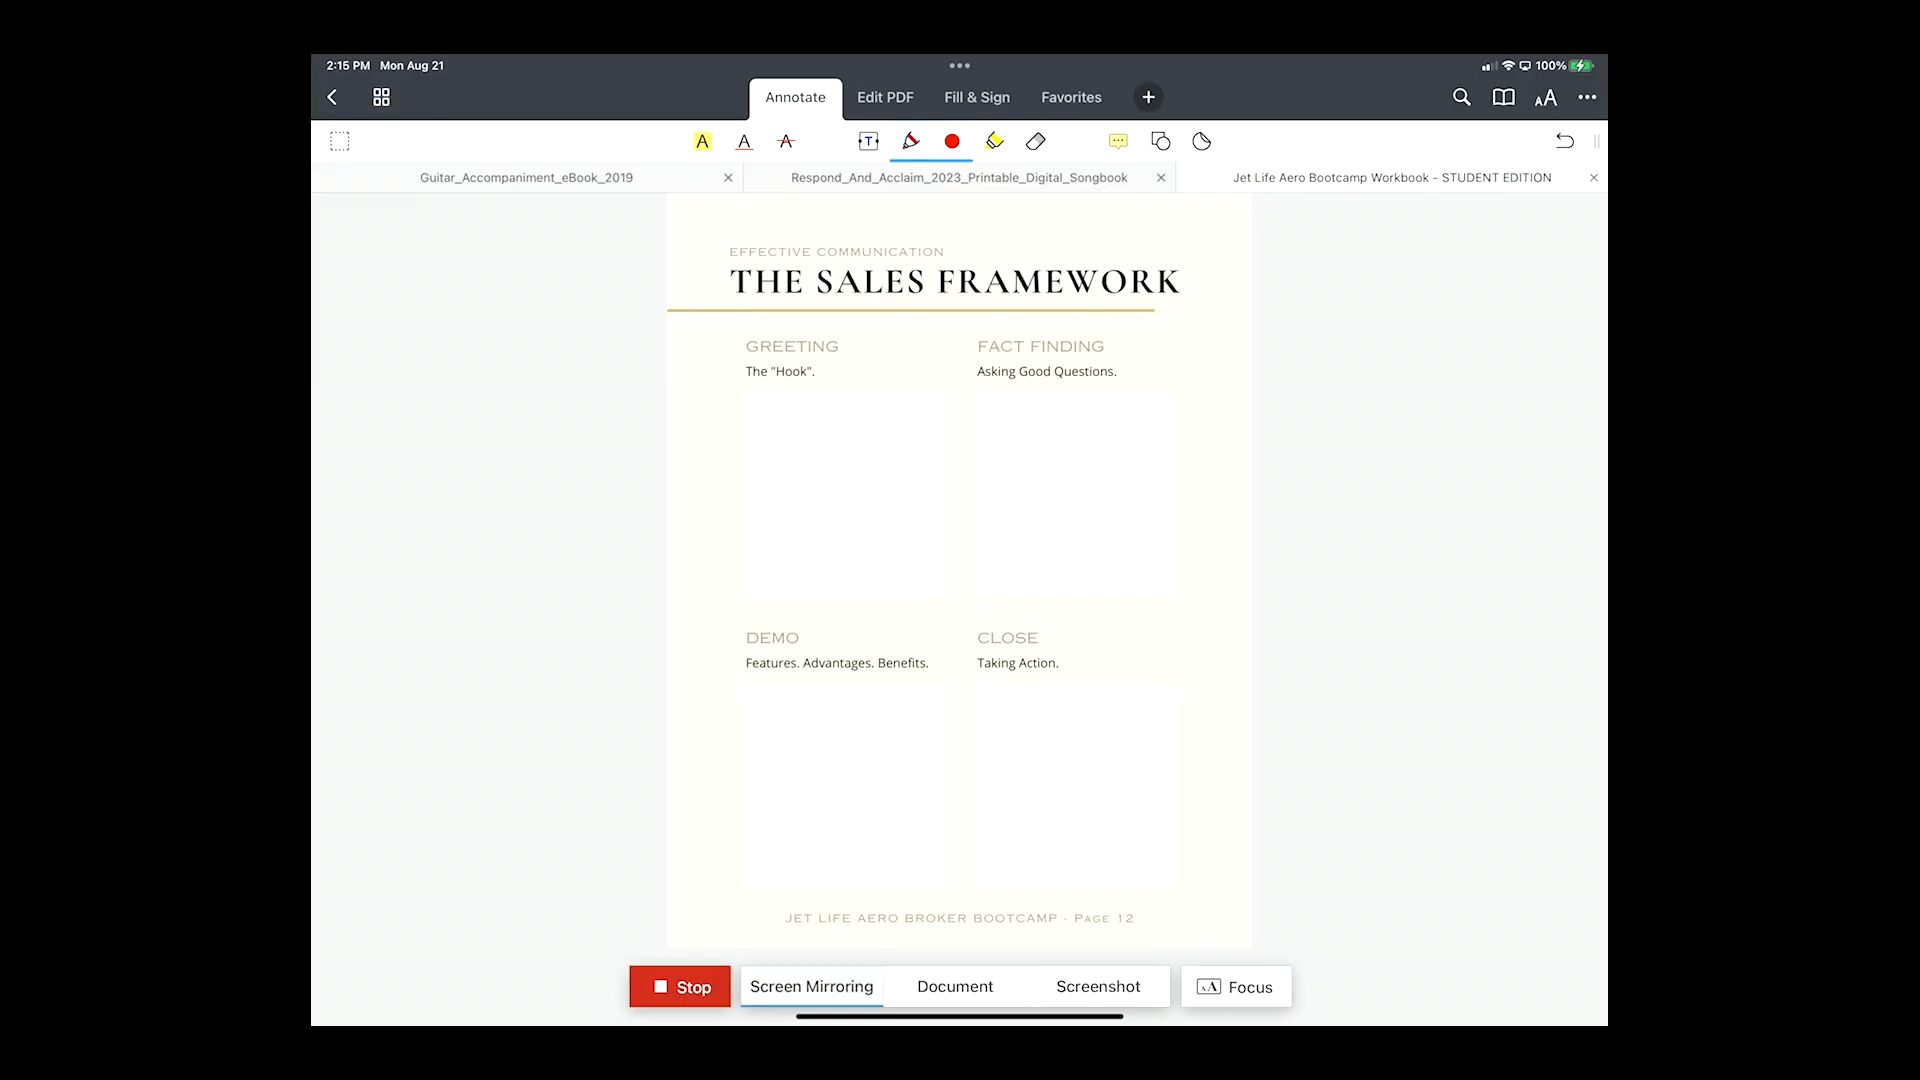 2:15 PM Mon Aug 21
100%
Annotate Edit PDF Fill & Sign Favorites
AA
A A A T
Guitar_Accompaniment_eBook_2019 Respond_And_Acclaim_2023_Printable_Digital_Songbook Jet Life Aero Bootcamp Workbook - STUDENT EDITION
EFFECTIVE COMMUNICATION
THE SALES FRAMEWORK
GREETING
The "Hook".
FACT FINDING
Asking Good Questions.
DEMO
Features. Advantages. Benefits.
CLOSE
Taking Action.
JET LIFE AERO BROKER BOOTCAMP - PAGE 12
Stop Screen Mirroring Document Screenshot AA Focus